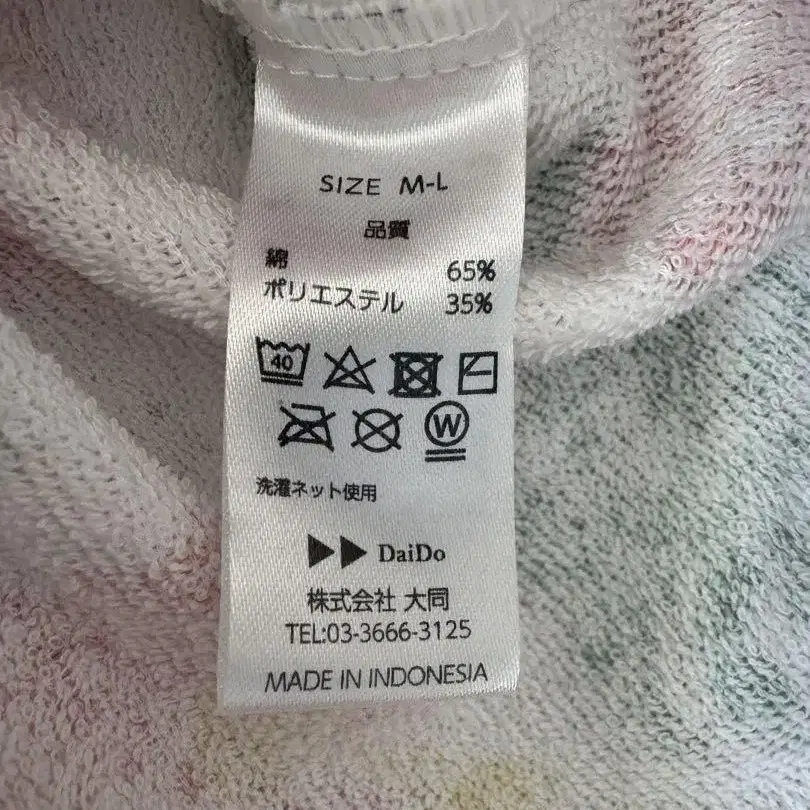 SIZE M-L
品質
綿 65%
ポリエステル 35%
40
W
洗濯ネット使用
DaiDo
株式会社 大同
TEL:03-3666-3125
MADE IN INDONESIA